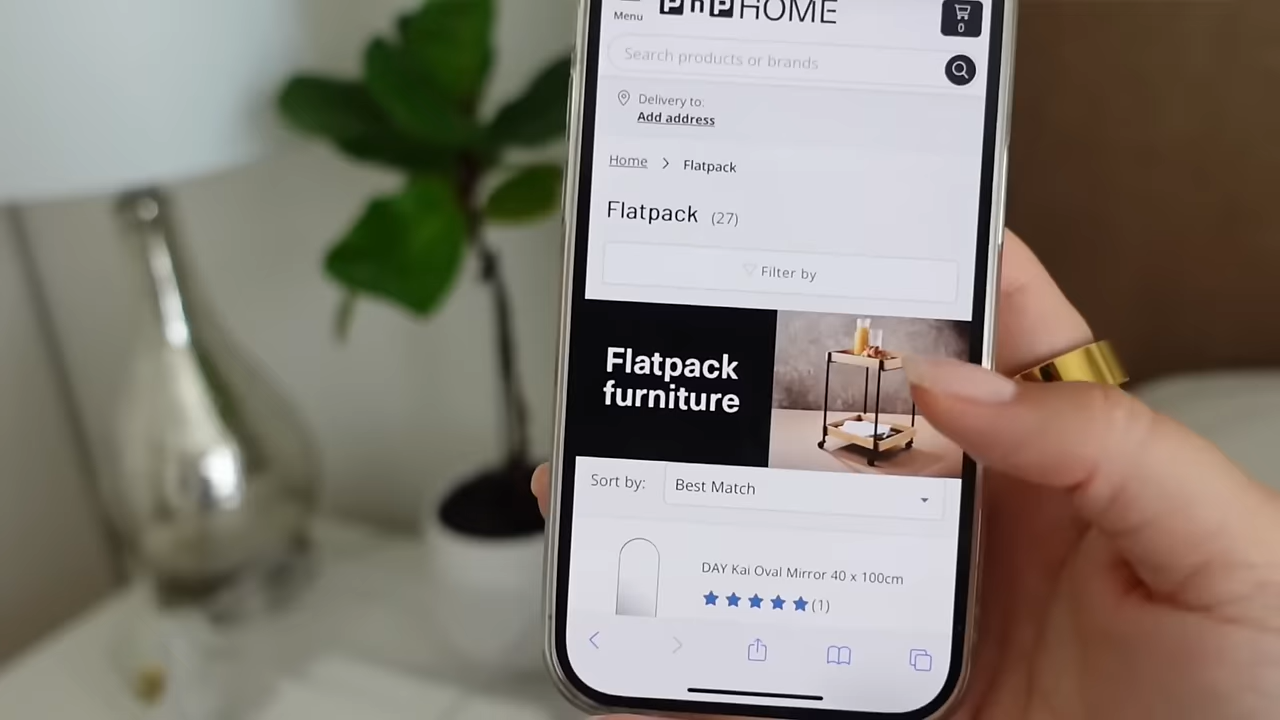 Menu
PnP HOME
0
Search products or brands
Delivery to:
Add address
Home > Flatpack
Flatpack (27)
Filter by
Flatpack
furniture
Sort by: Best Match
DAY Kai Oval Mirror 40 x 100cm
(1)